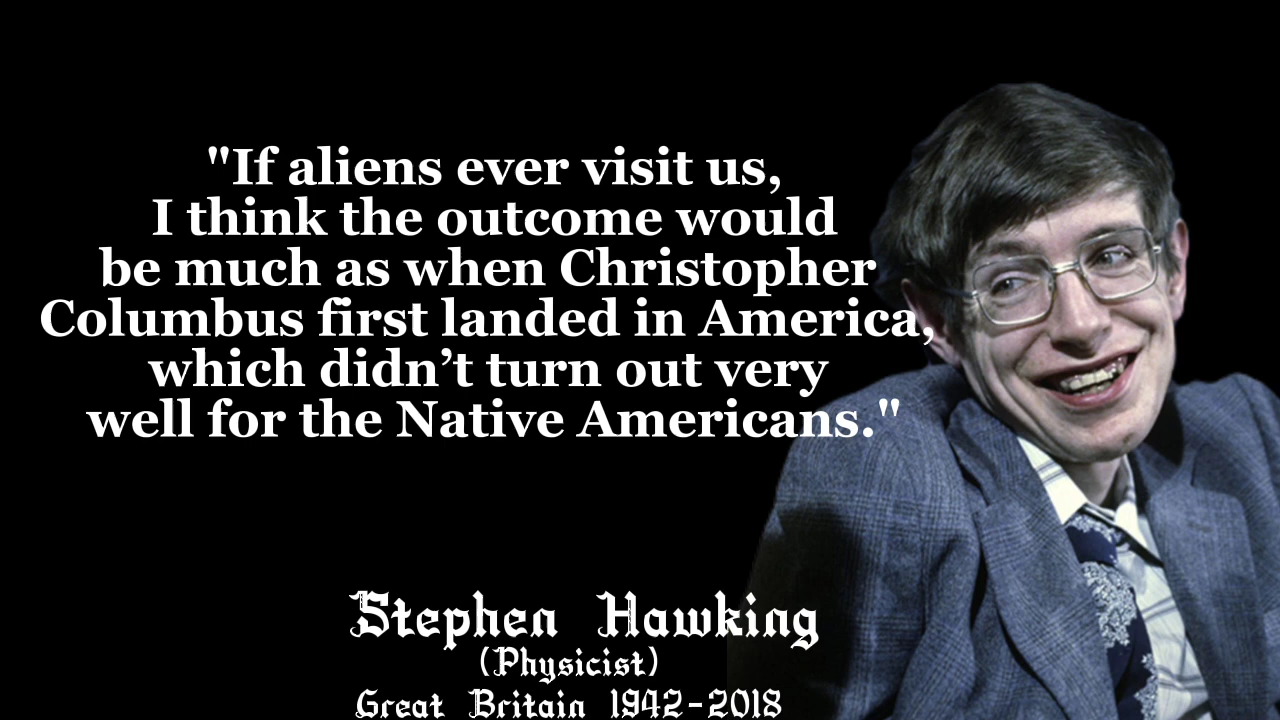 "If aliens ever visit us,
I think the outcome would
be much as when Christopher
Columbus first landed in America,
which didn’t turn out very
well for the Native Americans."
Stephen Hawking
(Physicist)
Great Britain 1942-2018